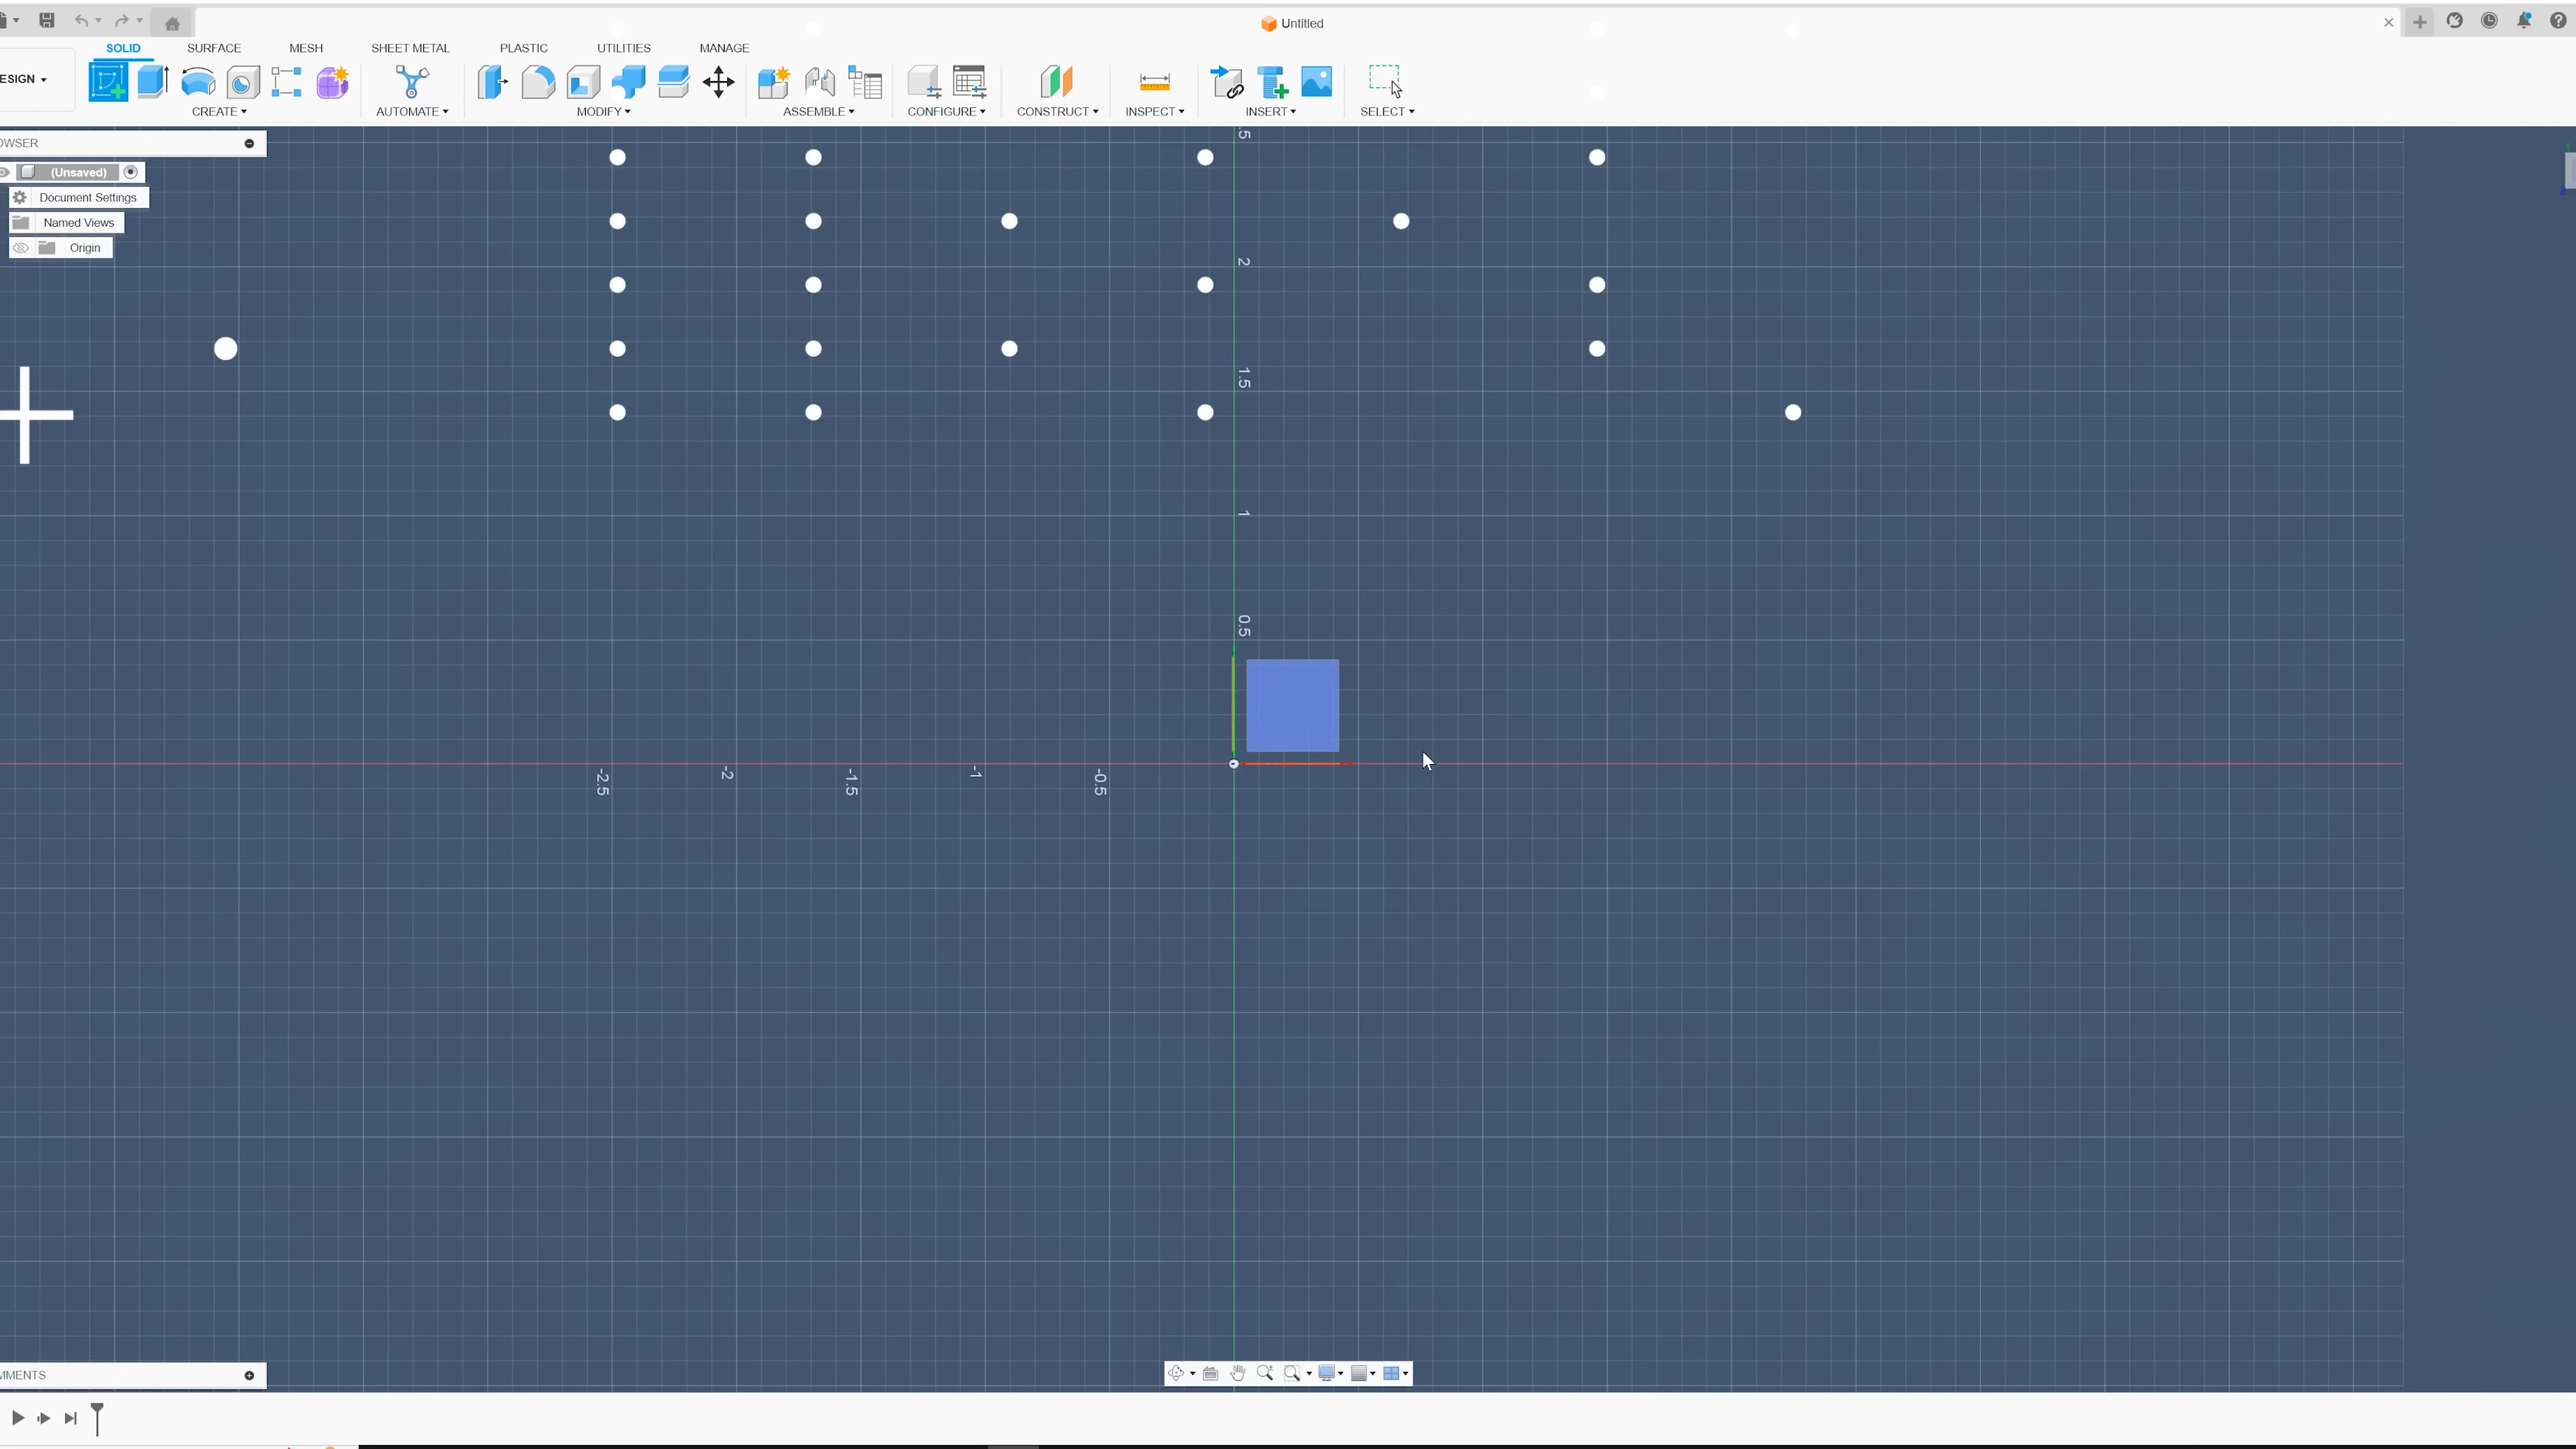 Untitled
SOLID SURFACE MESH SHEET METAL PLASTIC UTILITIES MANAGE
ESIGN
CREATE AUTOMATE MODIFY ASSEMBLE CONFIGURE CONSTRUCT INSPECT INSERT SELECT
OWSER
(Unsaved)
Document Settings
Named Views
Origin
.5
2
1.5
1
0.5
-2.5 -2 -1.5 -1 -0.5
MMENTS